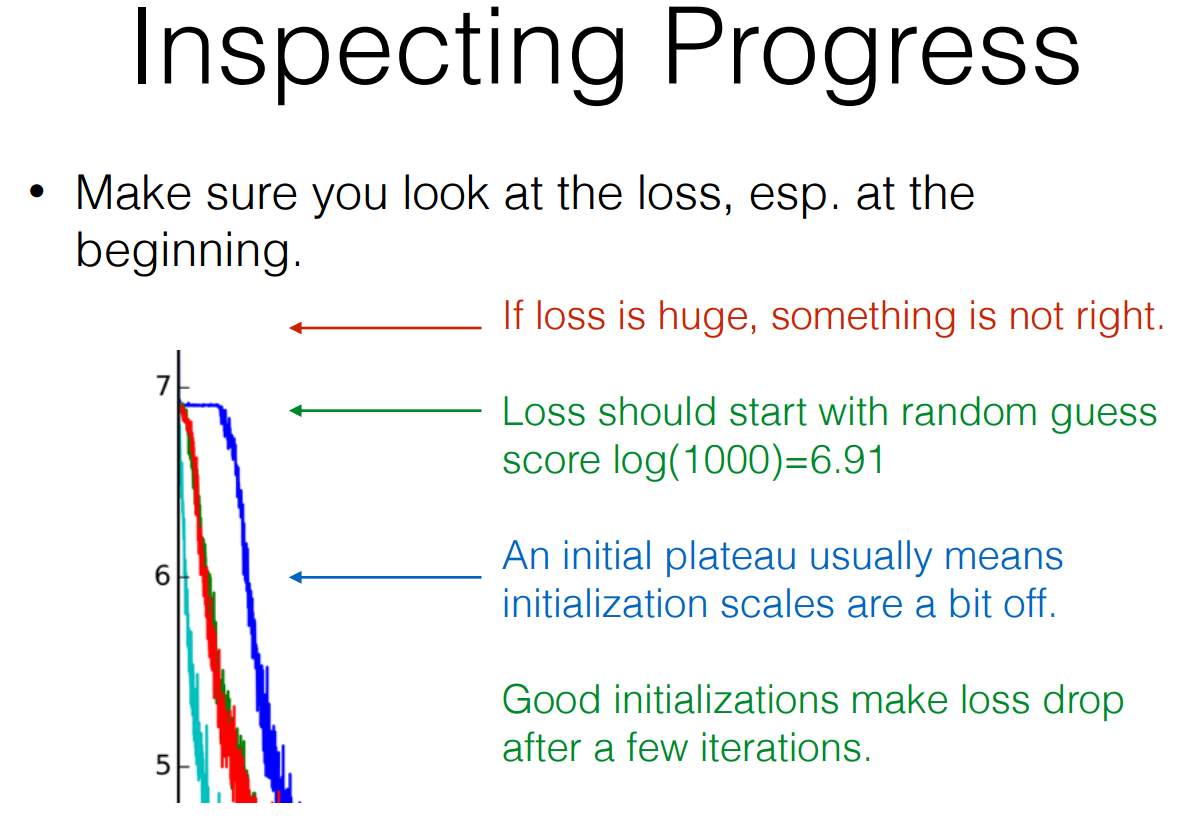 Inspecting Progress
• Make sure you look at the loss, esp. at the
beginning.
If loss is huge, something is not right.
7
Loss should start with random guess
score log(1000)=6.91
An initial plateau usually means
6
initialization scales are a bit off.
Good initializations make loss drop
after a few iterations.
5